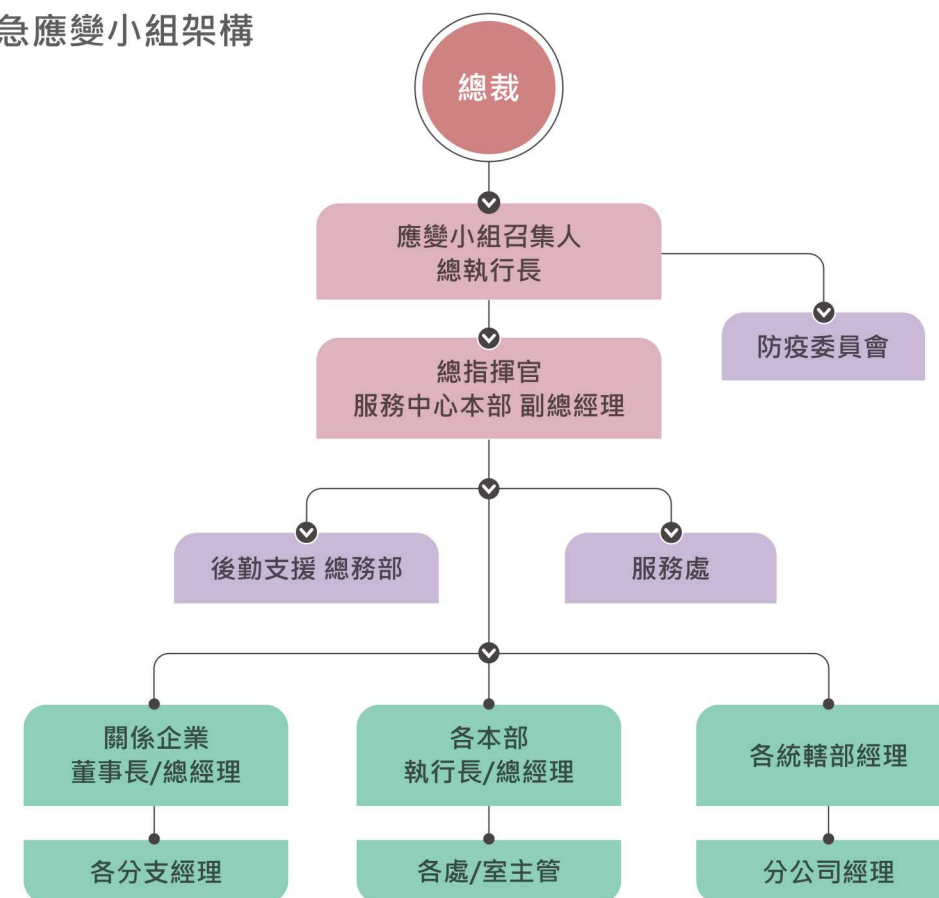 急應變小組架構
總裁
應變小組召集人
總執行長
防疫委員會
總指揮官
服務中心本部 副總經理
後勤支援 總務部
服務處
關係企業
董事長/總經理
各本部
執行長/總經理
各統轄部經理
各分支經理
各處/室主管
分公司經理